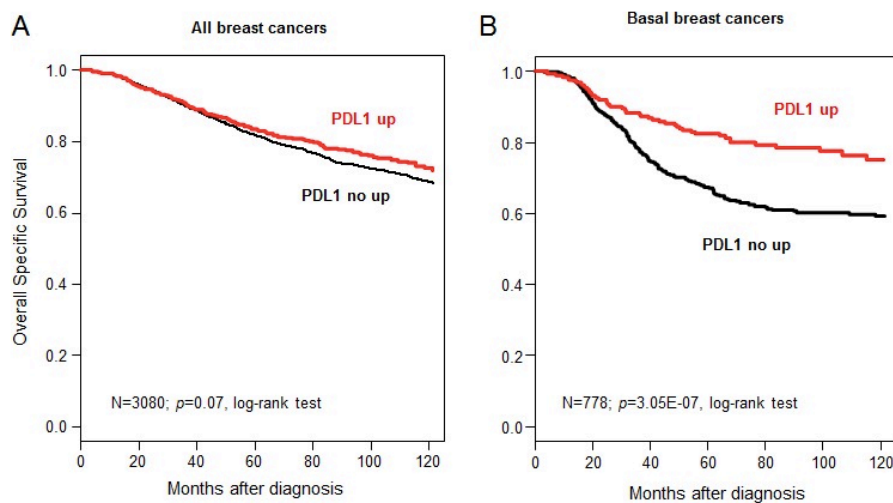 A
All breast cancers
Overall Specific Survival
1.0
0.8
0.6
0.4
0.2
0.0
PDL1 up
PDL1 no up
N=3080; p=0.07, log-rank test
0 20 40 60 80 100 120
Months after diagnosis
B
Basal breast cancers
1.0
0.8
0.6
0.4
0.2
0.0
PDL1 up
PDL1 no up
N=778; p=3.05E-07, log-rank test
0 20 40 60 80 100 120
Months after diagnosis